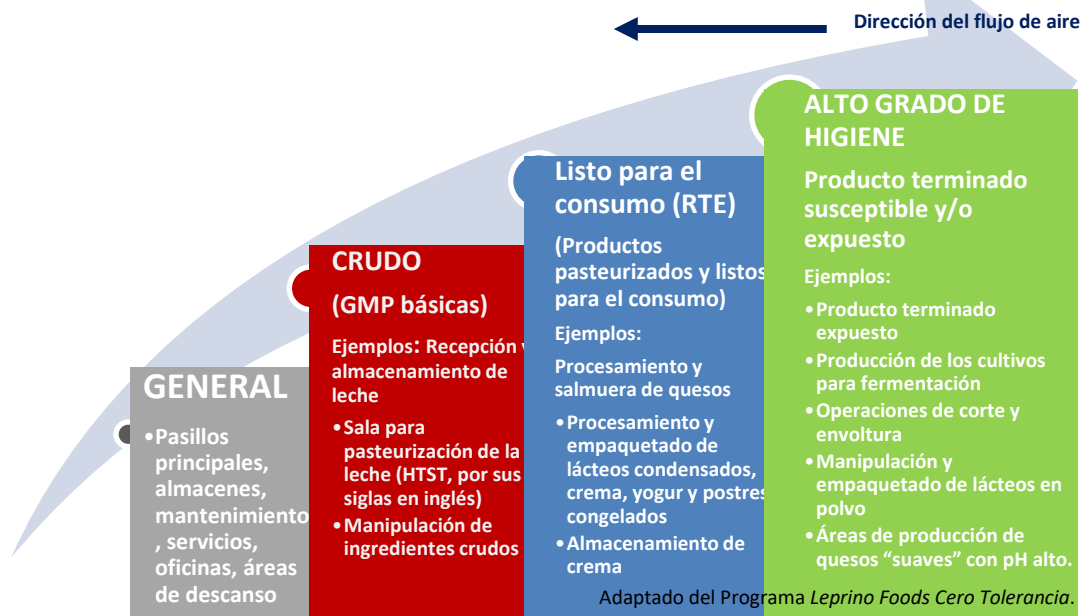 Dirección del flujo de aire
GENERAL
•Pasillos
principales,
almacenes,
mantenimiento
, servicios,
oficinas, áreas
de descanso
CRUDO
(GMP básicas)
Ejemplos: Recepción y
almacenamiento de
leche
•Sala para
pasteurización de la
leche (HTST, por sus
siglas en inglés)
•Manipulación de
ingredientes crudos
Listo para el
consumo (RTE)
(Productos
pasteurizados y listos
para el consumo)
Ejemplos:
Procesamiento y
salmuera de quesos
•Procesamiento y
empaquetado de
lácteos condensados,
crema, yogur y postres
congelados
•Almacenamiento de
crema
ALTO GRADO DE
HIGIENE
Producto terminado
susceptible y/o
expuesto
Ejemplos:
•Producto terminado
expuesto
•Producción de los cultivos
para fermentación
•Operaciones de corte y
envoltura
•Manipulación y
empaquetado de lácteos en
polvo
•Áreas de producción de
quesos “suaves” con pH alto.
Adaptado del Programa Leprino Foods Cero Tolerancia.